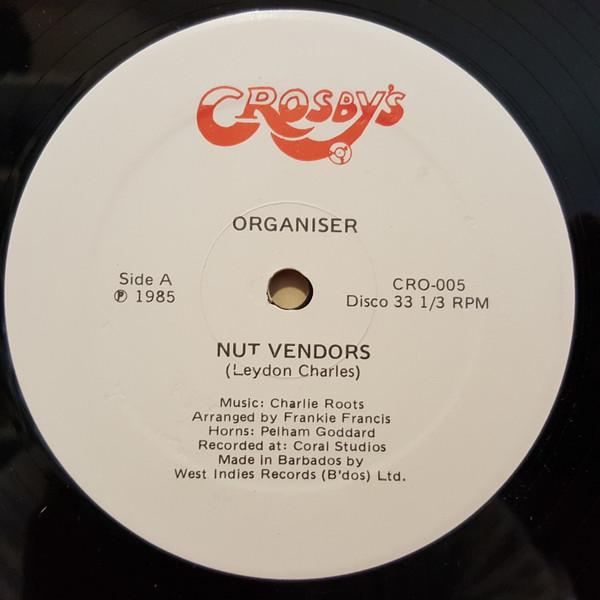 CROSBY'S
ORGANISER
Side A
℗ 1985
CRO-005
Disco 33 1/3 RPM
NUT VENDORS
(Leydon Charles)
Music: Charlie Roots
Arranged by Frankie Francis
Horns: Pelham Goddard
Recorded at: Coral Studios
Made in Barbados by
West Indies Records (B'dos) Ltd.